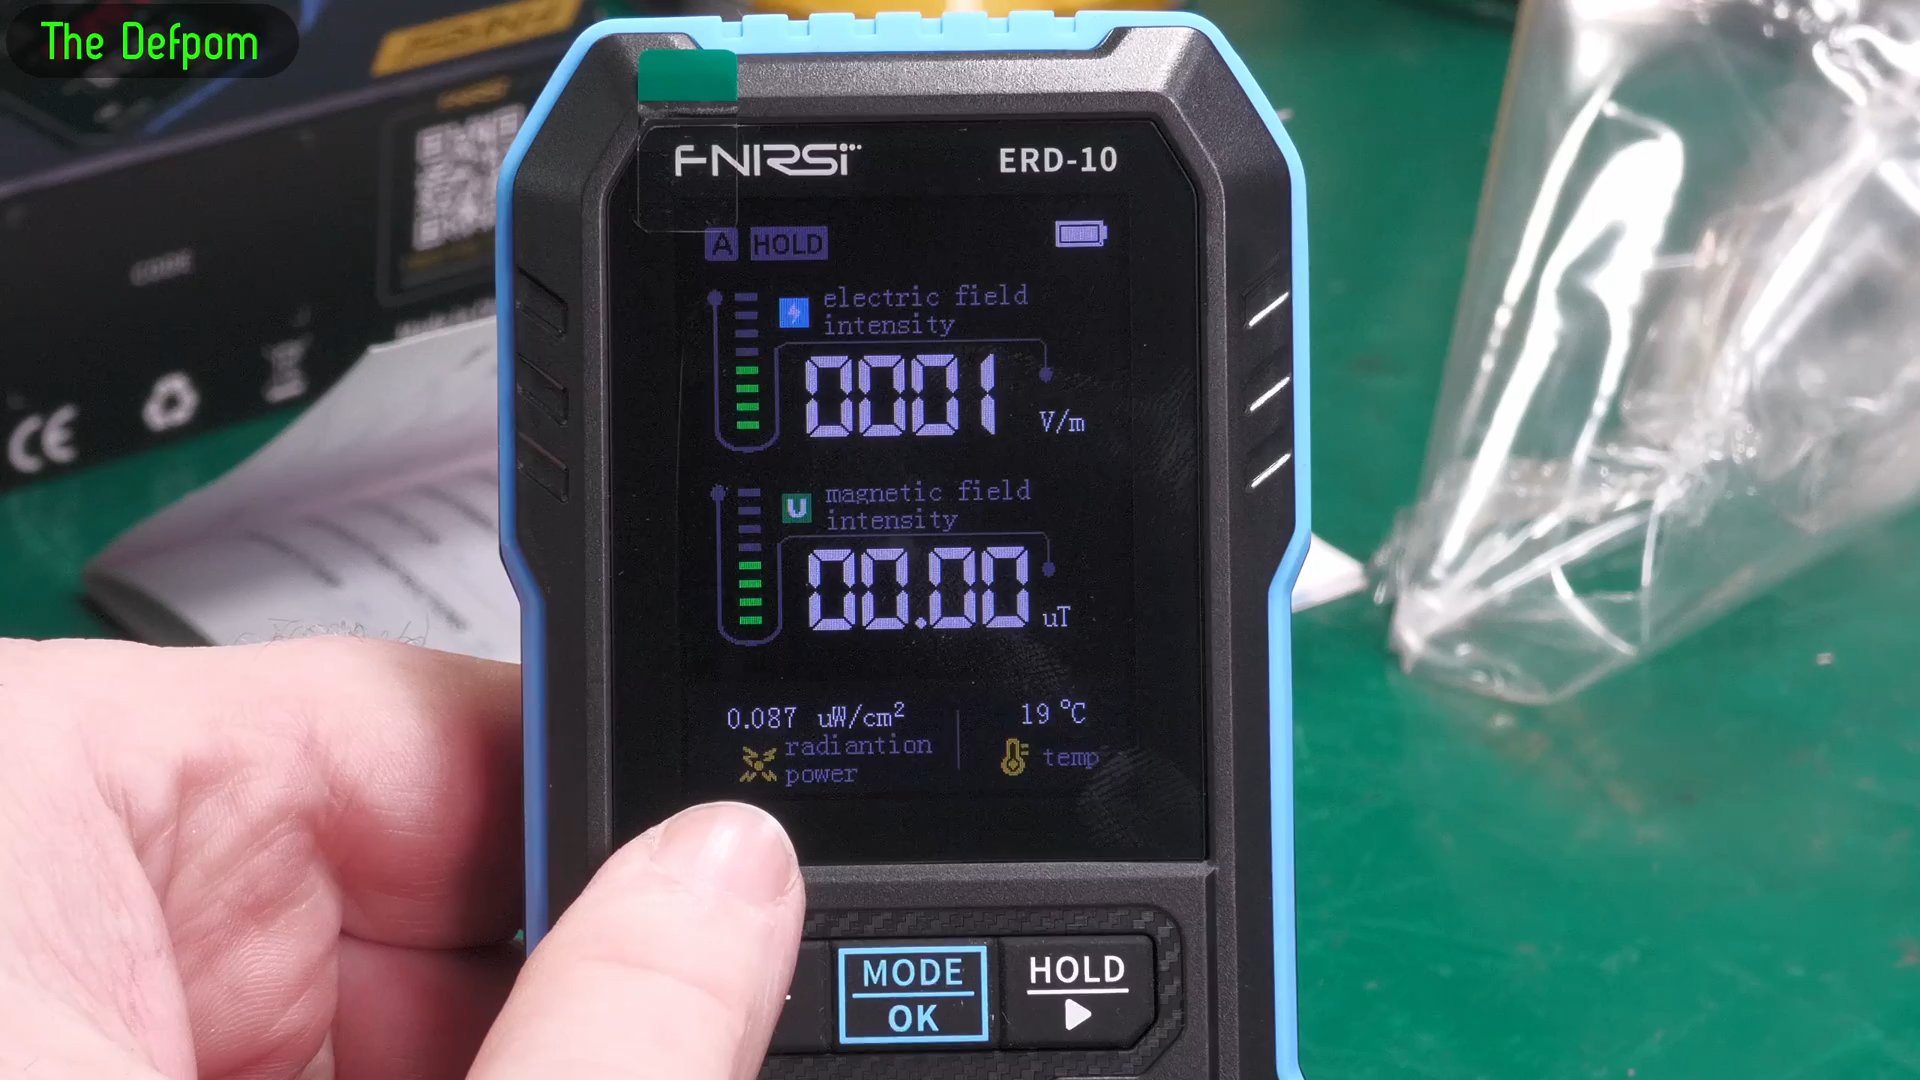 The Defpom
FNIRSI
ERD-10
A HOLD
electric field
intensity
0001
V/m
magnetic field
intensity
00.00
uT
0.087 uW/cm²
19 °C
radiantion
power
temp
MODE
OK
HOLD
CODE
CE